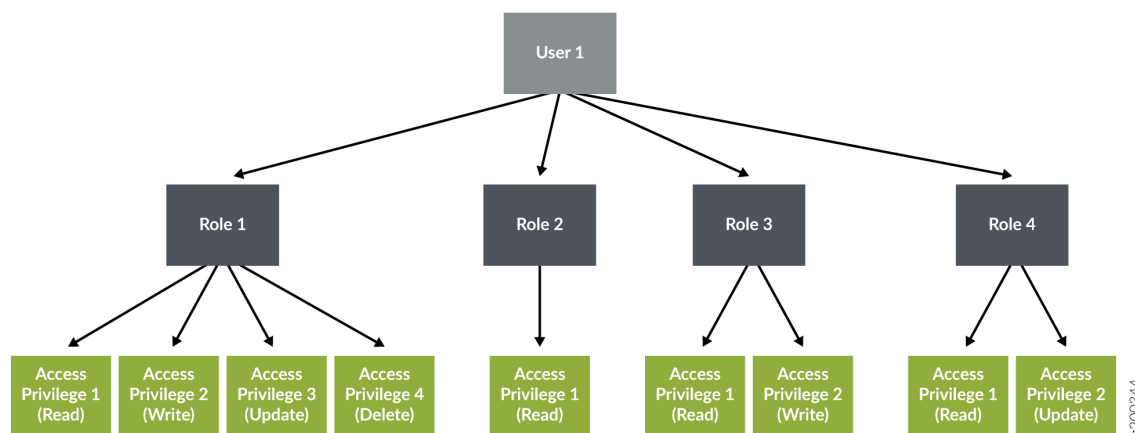 User 1
Role 1
Role 2
Role 3
Role 4
Access
Privilege 1
(Read)
Access
Privilege 2
(Write)
Access
Privilege 3
(Update)
Access
Privilege 4
(Delete)
Access
Privilege 1
(Read)
Access
Privilege 1
(Read)
Access
Privilege 2
(Write)
Access
Privilege 1
(Read)
Access
Privilege 2
(Update)